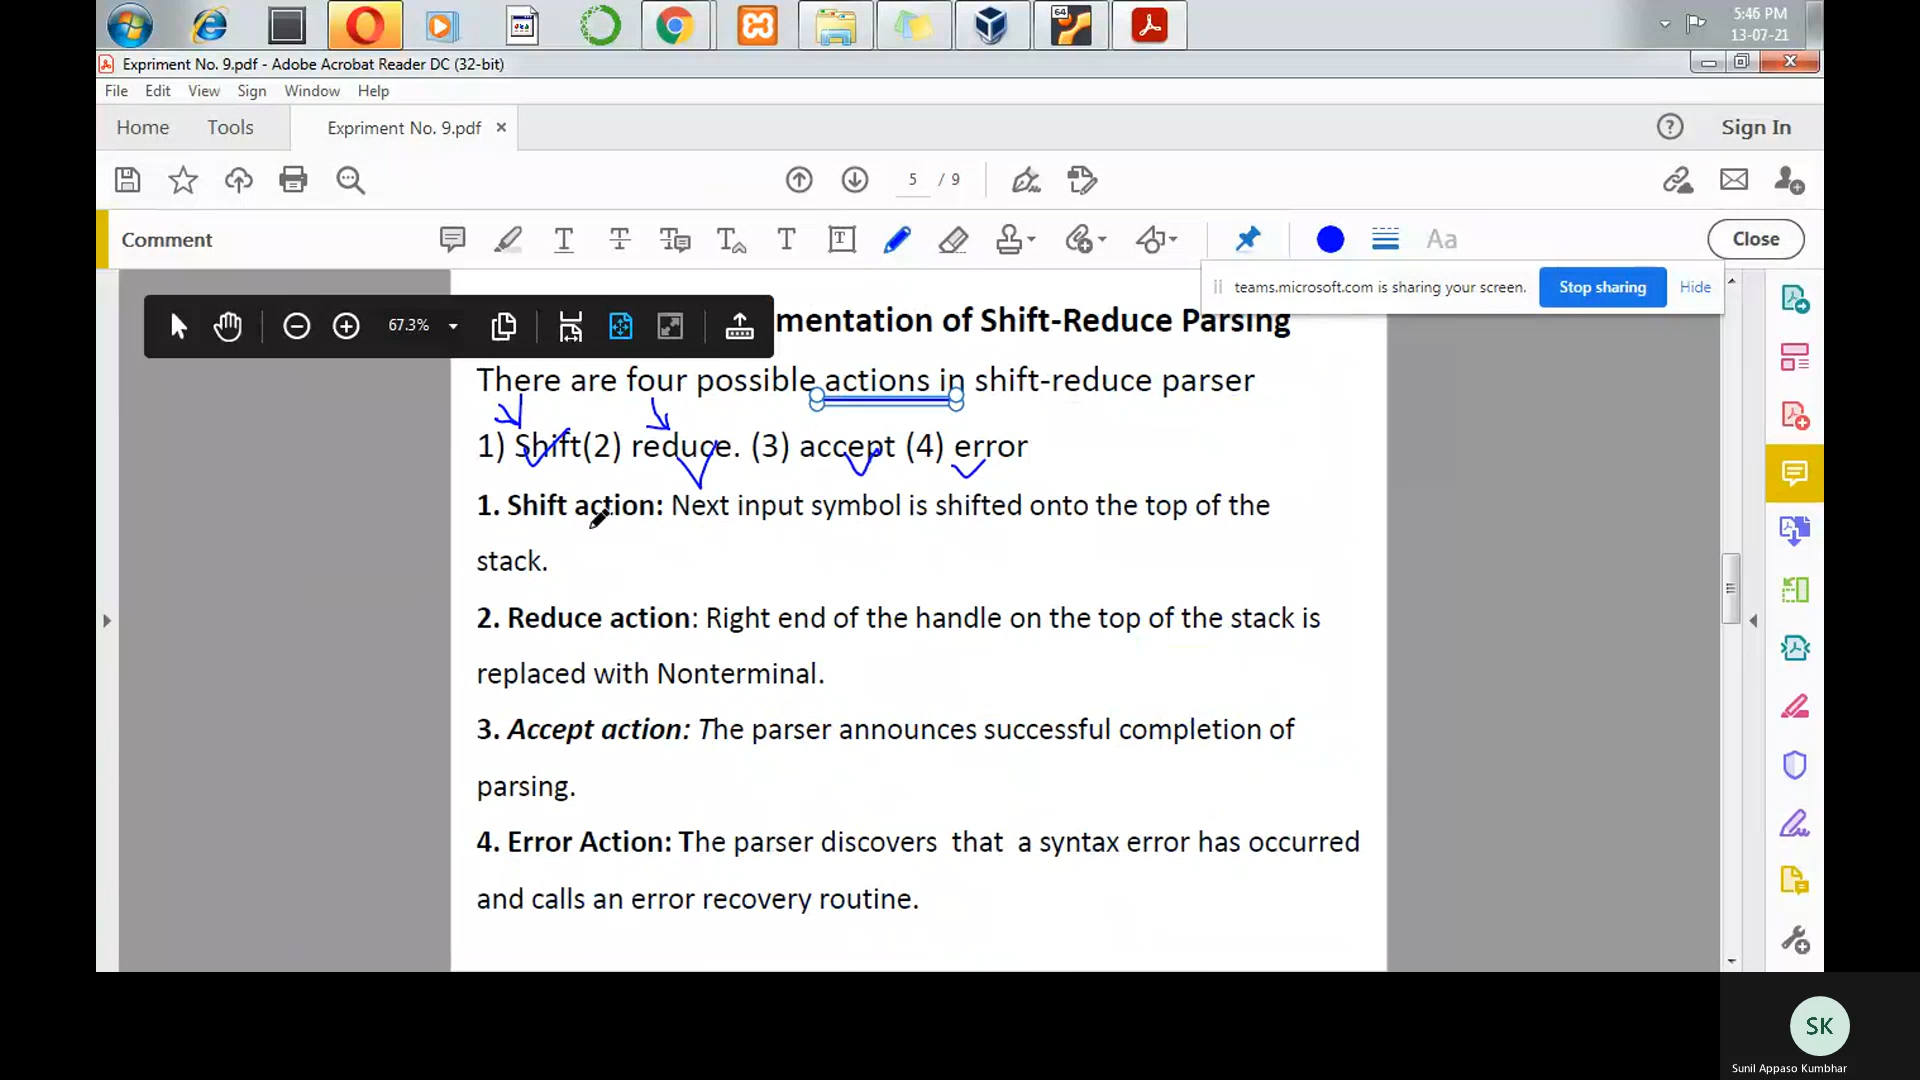 64
5:46 PM
13-07-21
Expriment No. 9.pdf - Adobe Acrobat Reader DC (32-bit)
File Edit View Sign Window Help
Home Tools Expriment No. 9.pdf × Sign In
5 / 9
Comment Aa Close
teams.microsoft.com is sharing your screen. Stop sharing Hide
67.3%
mentation of Shift-Reduce Parsing
There are four possible actions in shift-reduce parser
1) Shift(2) reduce. (3) accept (4) error
1. Shift action: Next input symbol is shifted onto the top of the
stack.
2. Reduce action: Right end of the handle on the top of the stack is
replaced with Nonterminal.
3. Accept action: The parser announces successful completion of
parsing.
4. Error Action: The parser discovers that a syntax error has occurred
and calls an error recovery routine.
SK
Sunil Appaso Kumbhar